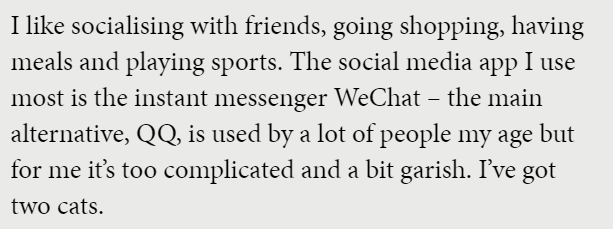 I like socialising with friends, going shopping, having
meals and playing sports. The social media app I use
most is the instant messenger WeChat – the main
alternative, QQ, is used by a lot of people my age but
for me it’s too complicated and a bit garish. I’ve got
two cats.